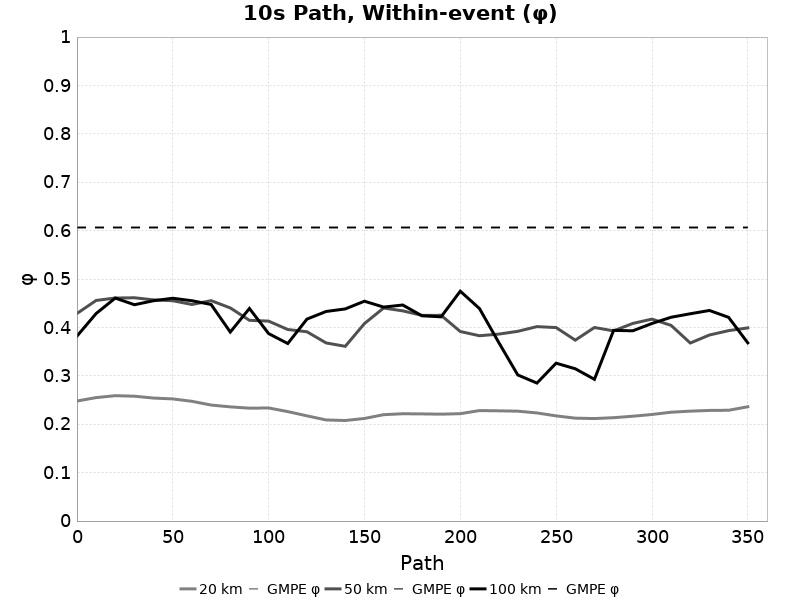 10s Path, Within-event (φ)
1
0.9
0.8
0.7
0.6
0.5
0.4
0.3
0.2
0.1
0
φ
0 50 100 150 200 250 300 350
Path
20 km GMPE φ 50 km GMPE φ 100 km GMPE φ